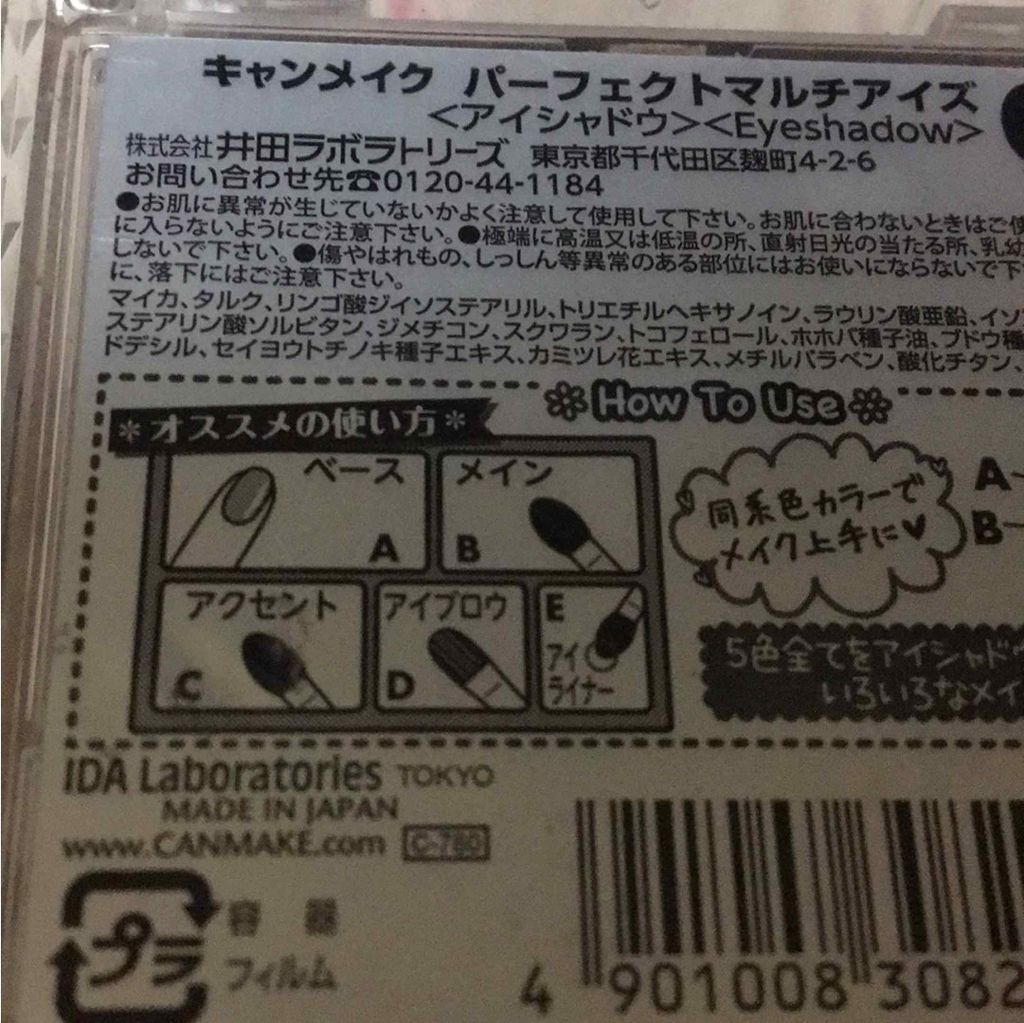 キャンメイク パーフェクトマルチアイズ
<アイシャドウ><Eyeshadow>
株式会社 井田ラボラトリーズ 東京都千代田区麹町4-2-6
お問い合わせ先☎0120-44-1184
●お肌に異常が生じていないかよく注意して使用して下さい。お肌に合わないときはご使
に入らないようにご注意下さい。●極端に高温又は低温の所、直射日光の当たる所、乳幼
しないで下さい。●傷やはれもの、しっしん等異常のある部位にはお使いにならないで下
に、落下にはご注意下さい。
マイカ、タルク、リンゴ酸ジイソステアリル、トリエチルヘキサノイン、ラウリン酸亜鉛、イソ
ステアリン酸ソルビタン、ジメチコン、スクワラン、トコフェロール、ホホバ種子油、ブドウ種
ドデシル、セイヨウトチノキ種子エキス、カミツレ花エキス、メチルパラベン、酸化チタン、
How To Use
*オススメの使い方*
ベース
A
メイン
B
アクセント
C
アイブロウ
D
E
アイ
ライナー
同系色カラーで
メイク上手に♥
A
B
5色全てをアイシャドウ
いろいろなメイ
IDA Laboratories TOKYO
MADE IN JAPAN
www.CANMAKE.com C-760
プラ
容 器
フィルム
4 901008 3082